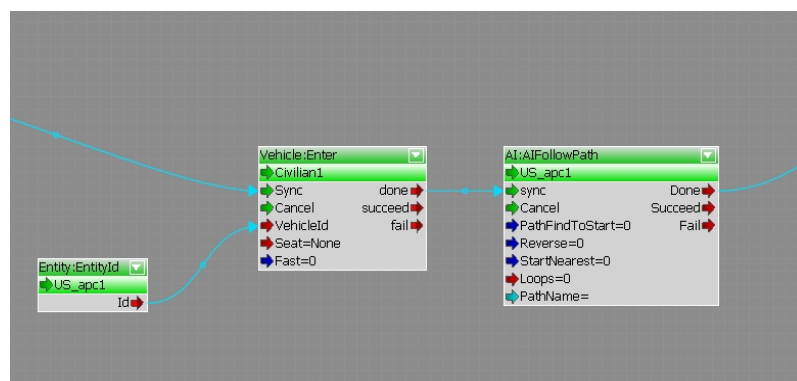 Vehicle:Enter
Civilian1
Sync done
Cancel succeed
VehicleId fail
Seat=None
Fast=0
AI:AIFollowPath
US_apc1
sync Done
Cancel Succeed
PathFindToStart=0 Fail
Reverse=0
StartNearest=0
Loops=0
PathName=
Entity:EntityId
US_apc1
Id